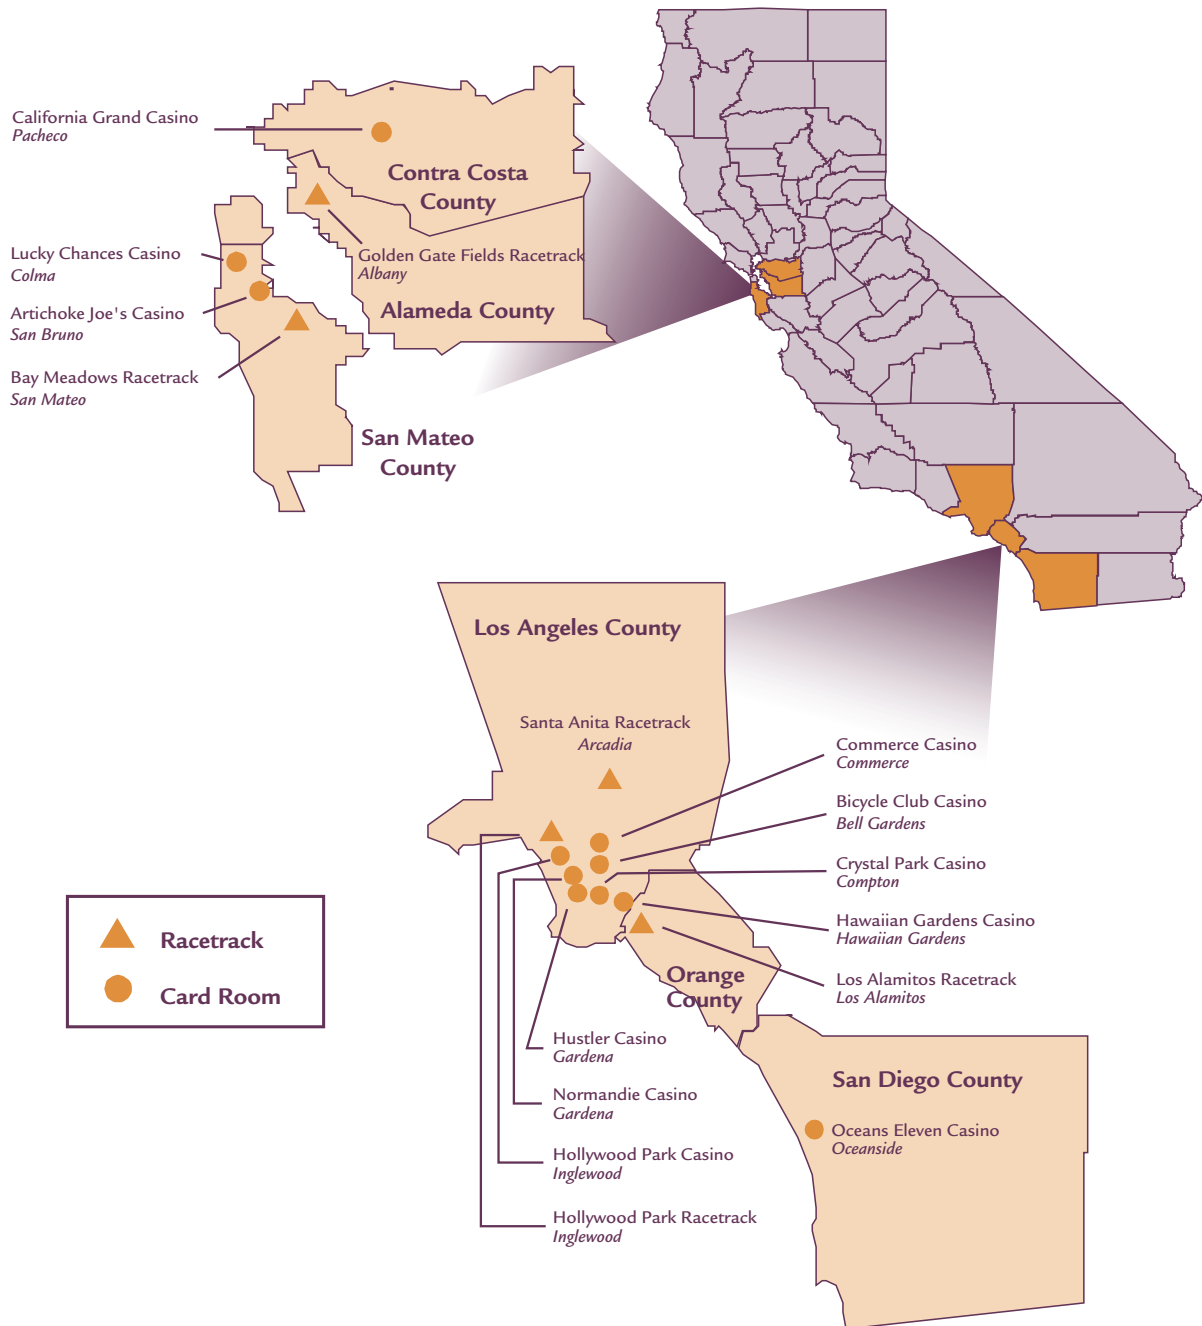 California Grand Casino
Pacheco
Contra Costa
County
Lucky Chances Casino
Colma
Golden Gate Fields Racetrack
Albany
Artichoke Joe's Casino
San Bruno
Alameda County
Bay Meadows Racetrack
San Mateo
San Mateo
County
Los Angeles County
Santa Anita Racetrack
Arcadia
Commerce Casino
Commerce
Bicycle Club Casino
Bell Gardens
Crystal Park Casino
Compton
Hawaiian Gardens Casino
Hawaiian Gardens
Los Alamitos Racetrack
Los Alamitos
Orange
County
Racetrack
Card Room
Hustler Casino
Gardena
Normandie Casino
Gardena
Hollywood Park Casino
Inglewood
Hollywood Park Racetrack
Inglewood
San Diego County
Oceans Eleven Casino
Oceanside